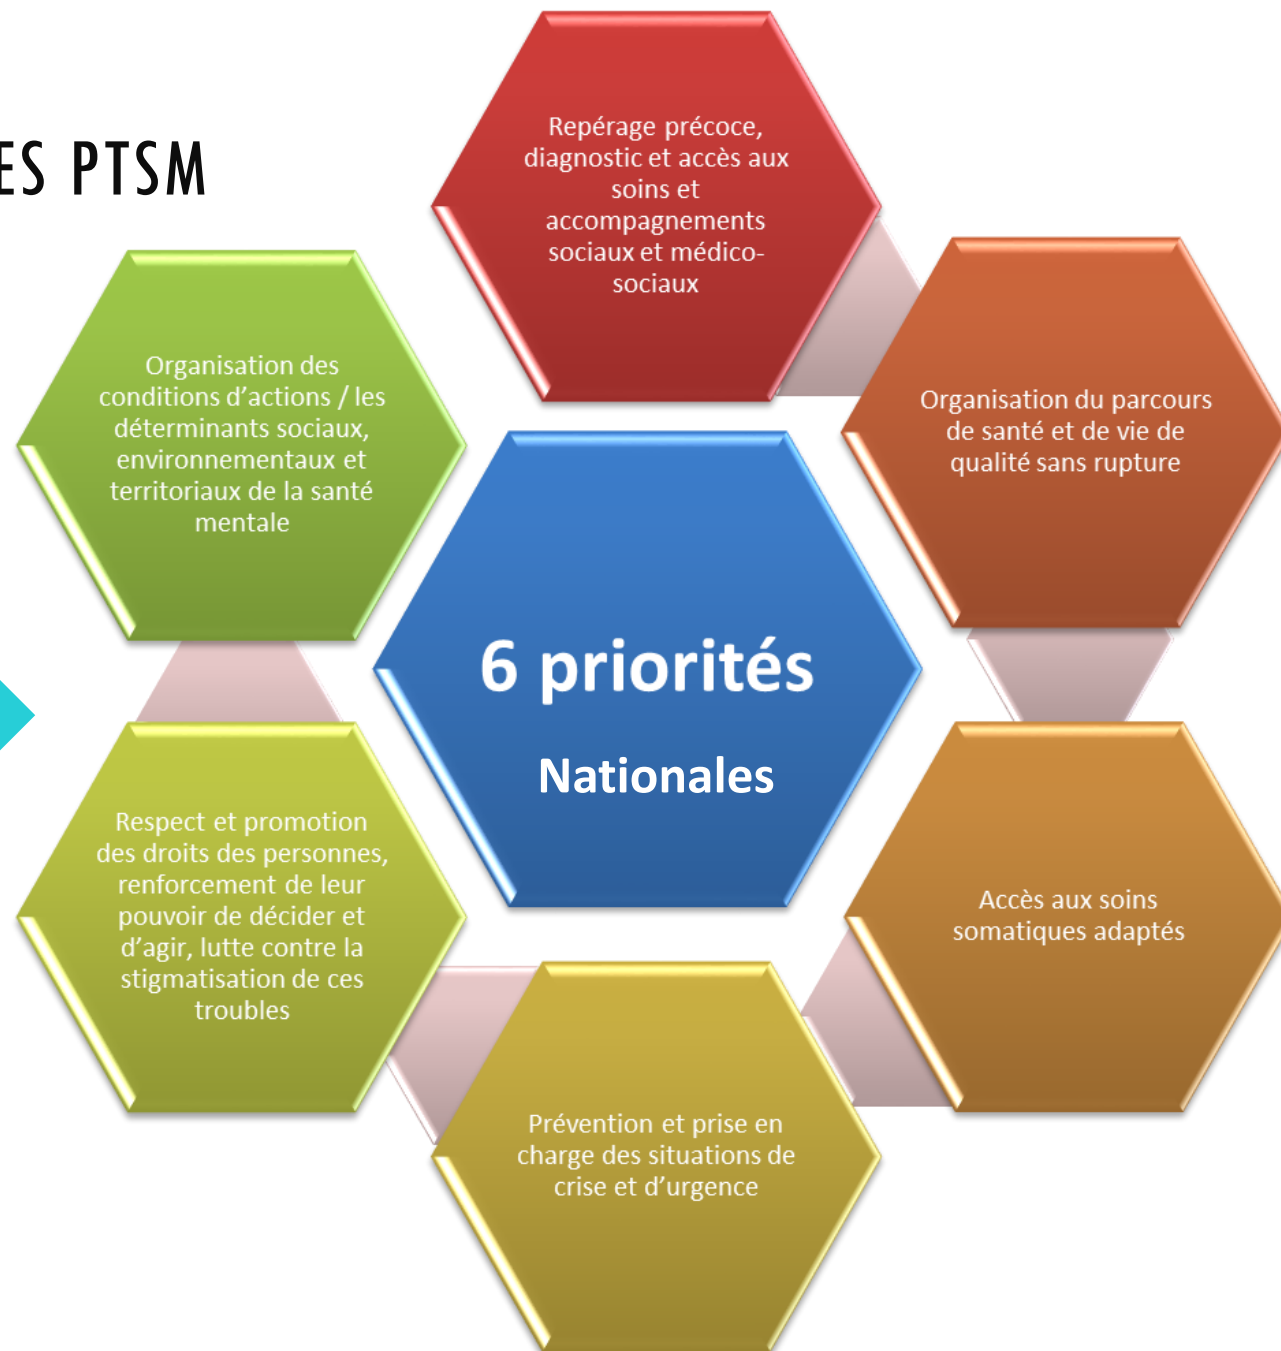 ES PTSM
Repérage précoce,
diagnostic et accès aux
soins et
accompagnements
sociaux et médico-
sociaux
Organisation du parcours
de santé et de vie de
qualité sans rupture
Accès aux soins
somatiques adaptés
Prévention et prise en
charge des situations de
crise et d’urgence
Respect et promotion
des droits des personnes,
renforcement de leur
pouvoir de décider et
d’agir, lutte contre la
stigmatisation de ces
troubles
Organisation des
conditions d’actions / les
déterminants sociaux,
environnementaux et
territoriaux de la santé
mentale
6 priorités
Nationales